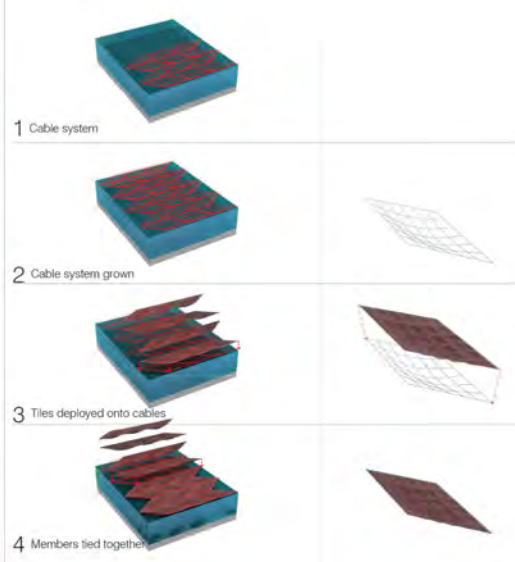 1 Cable system
2 Cable system grown
3 Tiles deployed onto cables
4 Members tied together